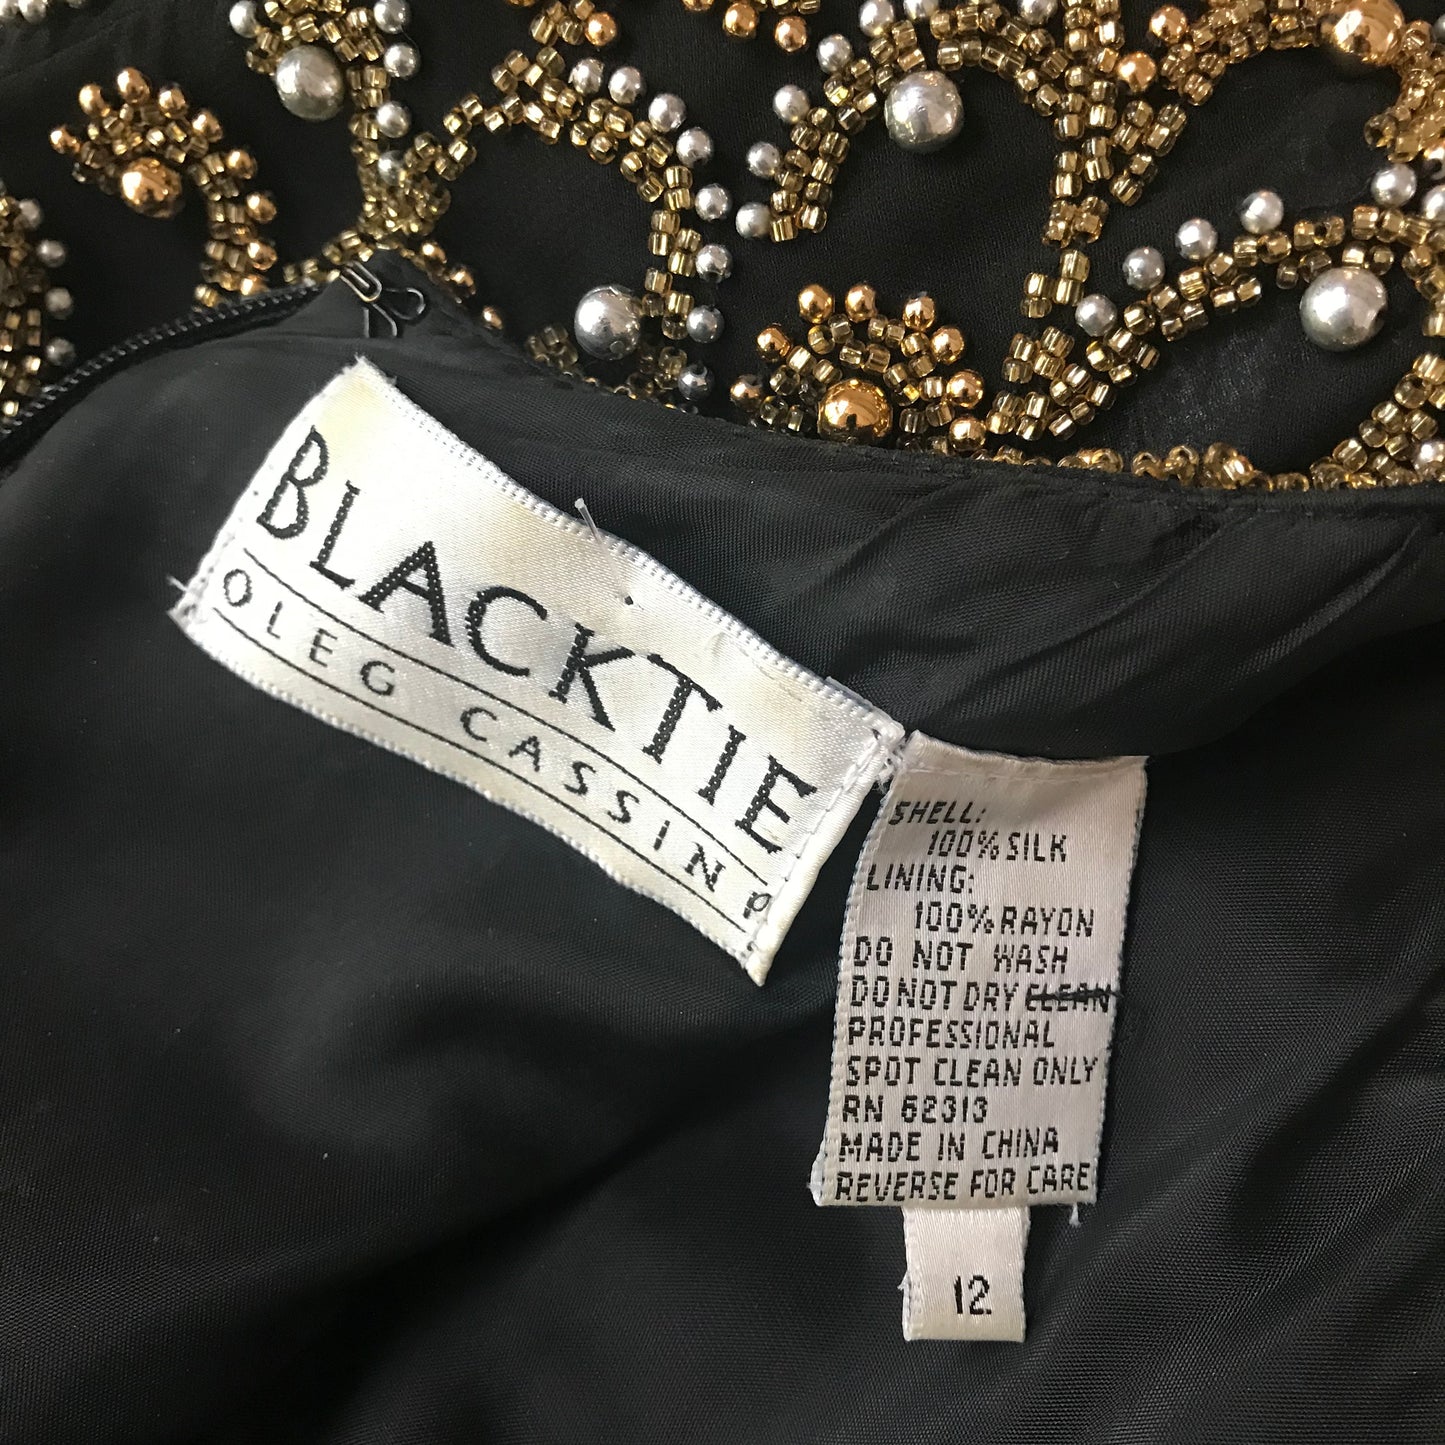 BLACKTIE
OLEG CASSINI
P
SHELL:
100% SILK
LINING:
100% RAYON
DO NOT WASH
DO NOT DRY CLEAN
PROFESSIONAL
SPOT CLEAN ONLY
RN 62313
MADE IN CHINA
REVERSE FOR CARE
12